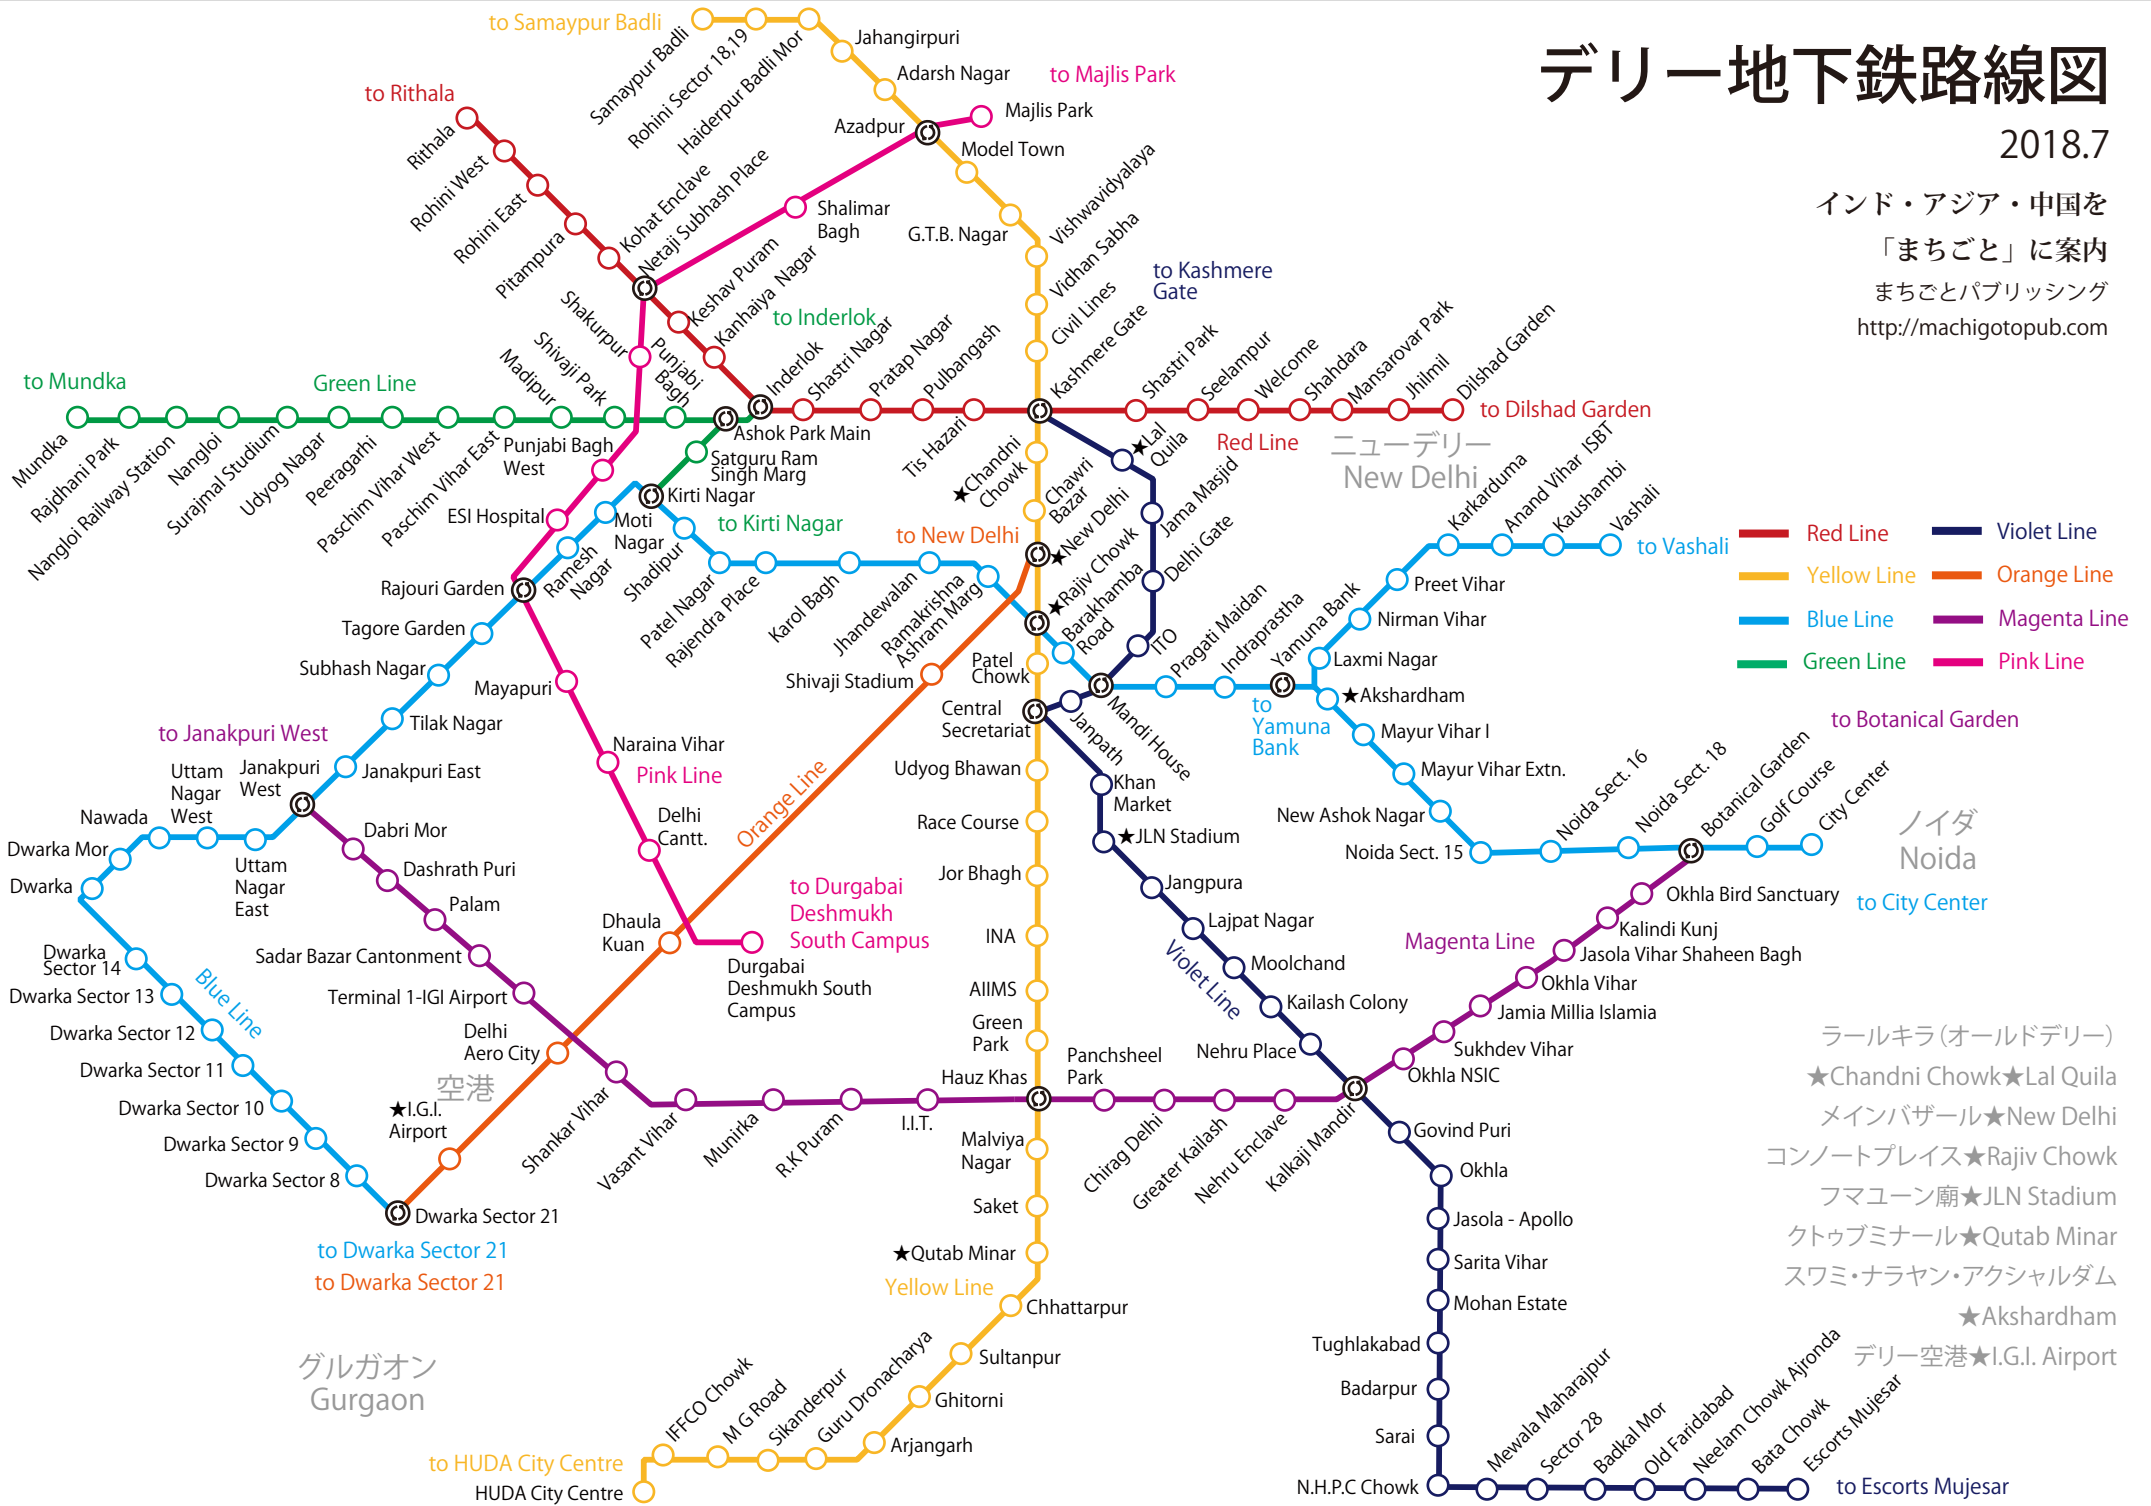 デリー地下鉄路線図
2018.7
インド・アジア・中国を
「まちごと」に案内
まちごとパブリッシング
http://machigotopub.com
to Samaypur Badli
Samaypur Badli
Rohini Sector 18,19
Haiderpur Badli Mor
Jahangirpuri
Adarsh Nagar
to Majlis Park
Majlis Park
Azadpur
Model Town
G.T.B. Nagar
Vishwavidyalaya
Vidhan Sabha
Civil Lines
Kashmere Gate
to Kashmere
Gate
to Rithala
Rithala
Rohini West
Rohini East
Pitampura
Kohat Enclave
Netaji Subhash Place
Keshav Puram
Kanhaiya Nagar
Shalimar
Bagh
to Inderlok
Inderlok
Shastri Nagar
Pratap Nagar
Pulbangash
Tis Hazari
Shastri Park
Seelampur
Welcome
Shahdara
Mansarovar Park
Jhilmil
Dilshad Garden
to Dilshad Garden
Red Line
ニューデリー
New Delhi
to Mundka
Green Line
Mundka
Rajdhani Park
Nangloi Railway Station
Nangloi
Surajmal Stadium
Udyog Nagar
Peeragarhi
Paschim Vihar West
Paschim Vihar East
Madipur
Shivaji Park
Shakurpur
Punjabi
Bagh
Ashok Park Main
Punjabi Bagh
West
Satguru Ram
Singh Marg
Kirti Nagar
to Kirti Nagar
ESI Hospital
Moti
Nagar
Ramesh
Nagar
Rajouri Garden
Shadipur
Patel Nagar
Rajendra Place
Karol Bagh
Jhandewalan
Ramakrishna
Ashram Marg
to New Delhi
★Chandni
Chowk
Chawri
Bazar
★New Delhi
★Rajiv Chowk
Barakhamba
Road
★Lal
Quila
Jama Masjid
Delhi Gate
ITO
Mandi House
Janpath
Patel
Chowk
Central
Secretariat
Shivaji Stadium
Pragati Maidan
Indraprastha
Yamuna Bank
to
Yamuna
Bank
Laxmi Nagar
Nirman Vihar
Preet Vihar
Karkarduma
Anand Vihar ISBT
Kaushambi
Vashali
to Vashali
Red Line
Violet Line
Yellow Line
Orange Line
Blue Line
Magenta Line
Green Line
Pink Line
★Akshardham
Mayur Vihar I
Mayur Vihar Extn.
New Ashok Nagar
Noida Sect. 15
Noida Sect. 16
Noida Sect. 18
to Botanical Garden
Botanical Garden
Golf Course
City Center
ノイダ
Noida
to City Center
Tagore Garden
Subhash Nagar
Tilak Nagar
Janakpuri East
to Janakpuri West
Janakpuri
West
Uttam
Nagar
West
Uttam
Nagar
East
Nawada
Dwarka Mor
Dwarka
Dwarka
Sector 14
Dwarka Sector 13
Dwarka Sector 12
Dwarka Sector 11
Dwarka Sector 10
Dwarka Sector 9
Dwarka Sector 8
Blue Line
Dwarka Sector 21
to Dwarka Sector 21
to Dwarka Sector 21
Mayapuri
Naraina Vihar
Pink Line
Delhi
Cantt.
to Durgabai
Deshmukh
South Campus
Durgabai
Deshmukh South
Campus
Orange Line
Dhaula
Kuan
Delhi
Aero City
空港
★I.G.I.
Airport
Dabri Mor
Dashrath Puri
Palam
Sadar Bazar Cantonment
Terminal 1-IGI Airport
Shankar Vihar
Vasant Vihar
Munirka
R.K Puram
I.I.T.
Hauz Khas
Panchsheel
Park
Chirag Delhi
Greater Kailash
Nehru Enclave
Kalkaji Mandir
Udyog Bhawan
Race Course
Jor Bhagh
INA
AIIMS
Green
Park
Malviya
Nagar
Saket
★Qutab Minar
Yellow Line
Chhattarpur
Sultanpur
Ghitorni
Arjangarh
Guru Dronacharya
Sikanderpur
M G Road
IFFCO Chowk
to HUDA City Centre
HUDA City Centre
グルガオン
Gurgaon
Khan
Market
★JLN Stadium
Jangpura
Lajpat Nagar
Violet Line
Moolchand
Kailash Colony
Nehru Place
Magenta Line
Okhla Bird Sanctuary
Kalindi Kunj
Jasola Vihar Shaheen Bagh
Okhla Vihar
Jamia Millia Islamia
Sukhdev Vihar
Okhla NSIC
Govind Puri
Okhla
Jasola - Apollo
Sarita Vihar
Mohan Estate
Tughlakabad
Badarpur
Sarai
N.H.P.C Chowk
Mewala Maharajpur
Sector 28
Badkal Mor
Old Faridabad
Neelam Chowk Ajronda
Bata Chowk
Escorts Mujesar
to Escorts Mujesar
ラールキラ（オールドデリー）
★Chandni Chowk★Lal Quila
メインバザール★New Delhi
コンノートプレイス★Rajiv Chowk
フマユーン廟★JLN Stadium
クトゥブミナール★Qutab Minar
スワミ・ナラヤン・アクシャルダム
★Akshardham
デリー空港★I.G.I. Airport